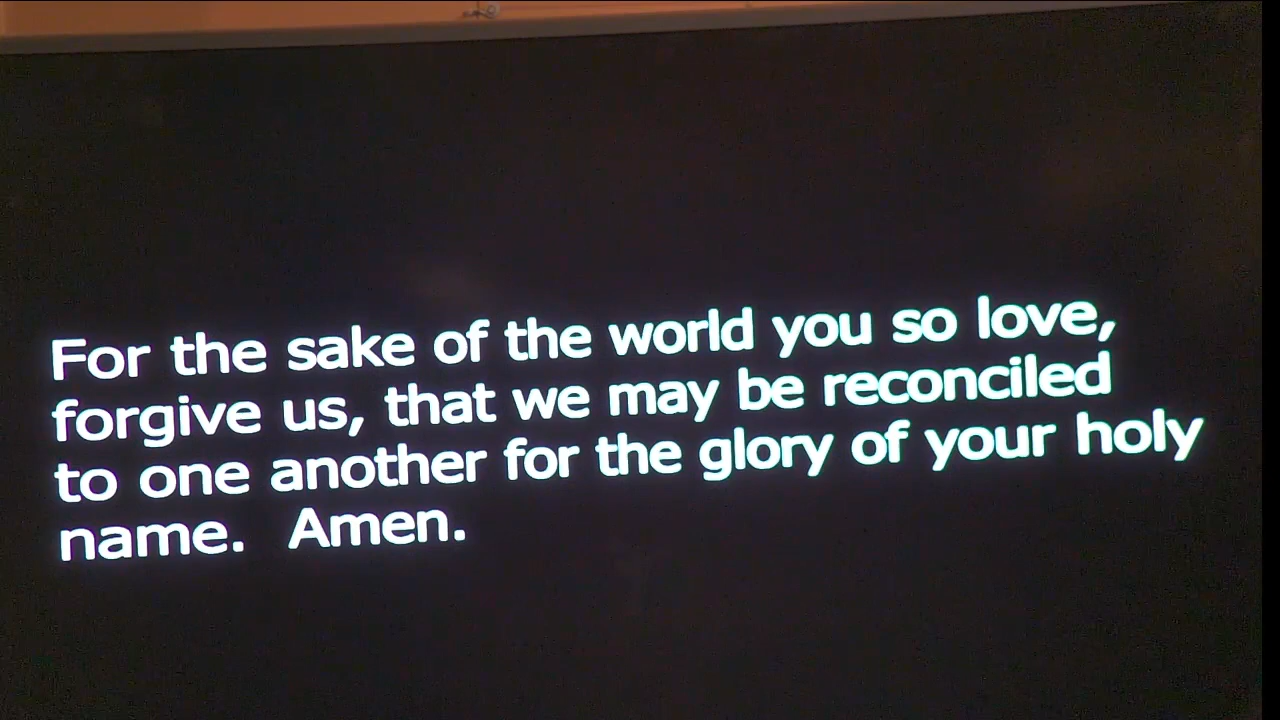 For the sake of the world you so love,
forgive us, that we may be reconciled
to one another for the glory of your holy
name.  Amen.